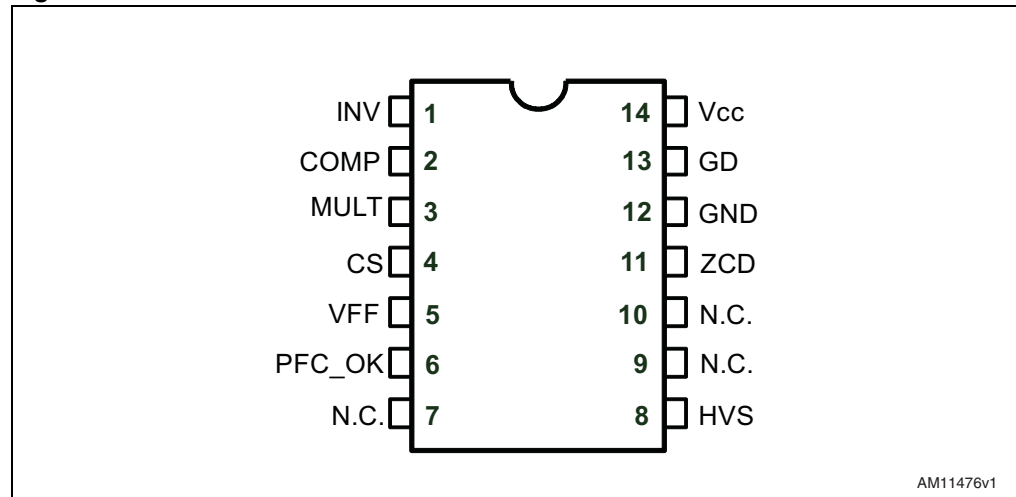 INV 1 14 Vcc
COMP 2 13 GD
MULT 3 12 GND
CS 4 11 ZCD
VFF 5 10 N.C.
PFC_OK 6 9 N.C.
N.C. 7 8 HVS
AM11476v1